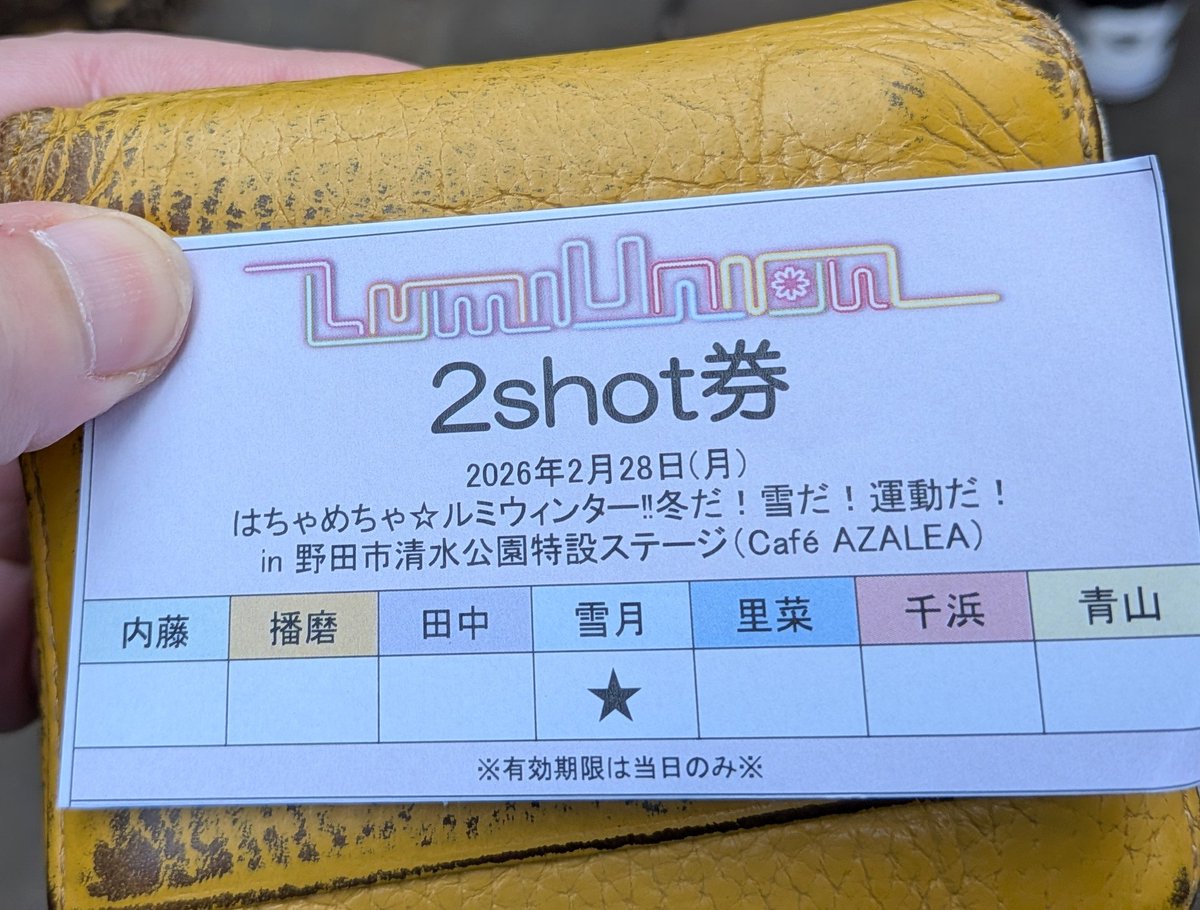 LumiUnion
2shot券
2026年2月28日(月)
はちゃめちゃ☆ルミウィンター!!冬だ！雪だ！運動だ！
in 野田市清水公園特設ステージ(Café AZALEA)
内藤 播磨 田中 雪月 里菜 千浜 青山
★
※有効期限は当日のみ※